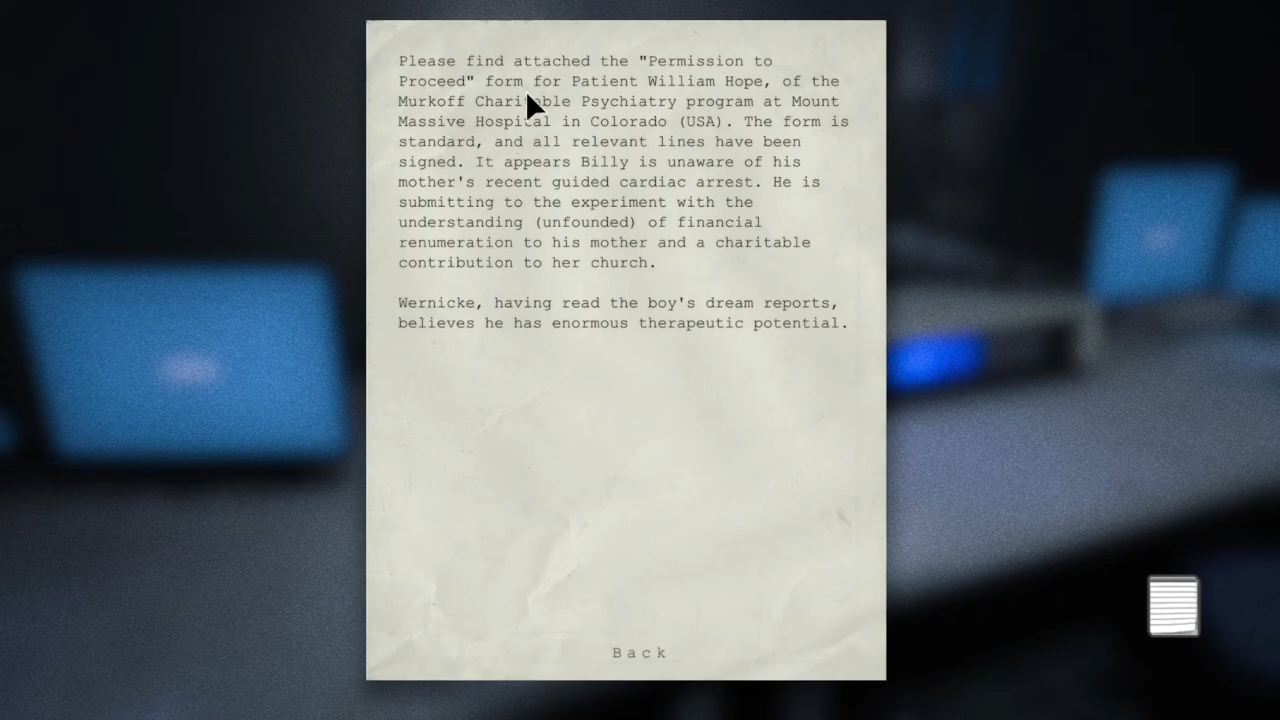 Please find attached the "Permission to
Proceed" form for Patient William Hope, of the
Murkoff Charitable Psychiatry program at Mount
Massive Hospital in Colorado (USA). The form is
standard, and all relevant lines have been
signed. It appears Billy is unaware of his
mother's recent guided cardiac arrest. He is
submitting to the experiment with the
understanding (unfounded) of financial
renumeration to his mother and a charitable
contribution to her church.
Wernicke, having read the boy's dream reports,
believes he has enormous therapeutic potential.
Back